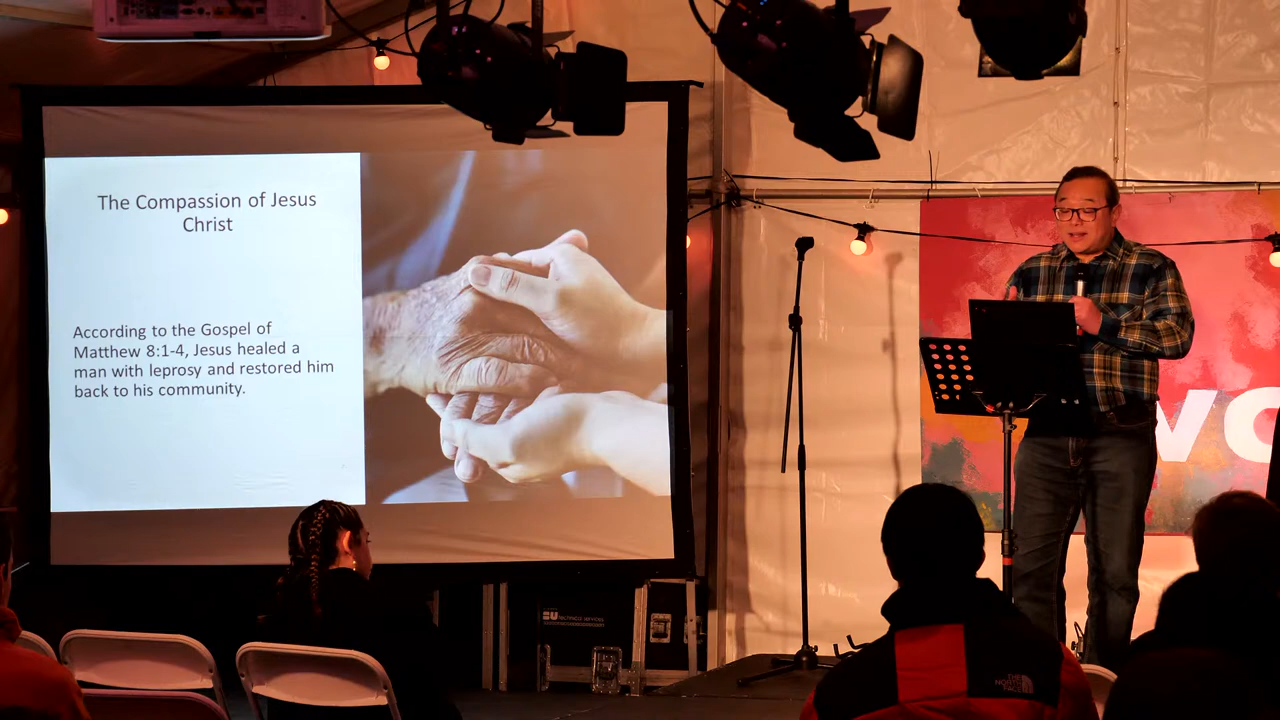 The Compassion of Jesus
Christ
According to the Gospel of
Matthew 8:1-4, Jesus healed a
man with leprosy and restored him
back to his community.
vo
THE
NORTH
FACE